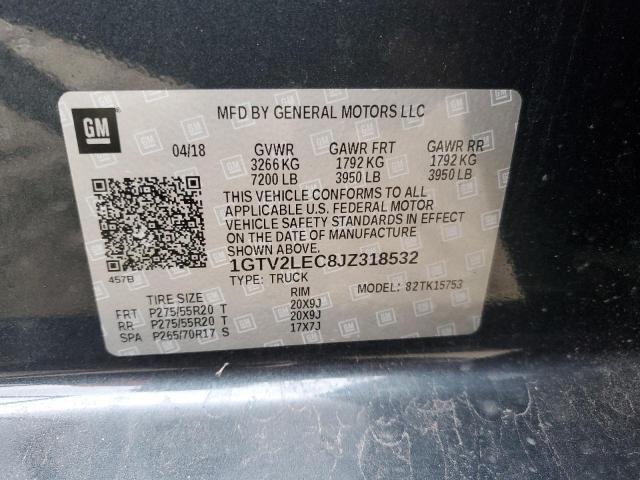 GM
MFD BY GENERAL MOTORS LLC
04/18 GVWR GAWR FRT GAWR RR
3266 KG 1792 KG 1792 KG
7200 LB 3950 LB 3950 LB
THIS VEHICLE CONFORMS TO ALL
APPLICABLE U.S. FEDERAL MOTOR
VEHICLE SAFETY STANDARDS IN EFFECT
ON THE DATE OF MANUFACTURE
SHOWN ABOVE.
457B 1GTV2LEC8JZ318532
TYPE: TRUCK MODEL: 82TK15753
TIRE SIZE RIM
FRT P275/55R20 T 20X9J
RR P275/55R20 T 20X9J
SPA P265/70R17 S 17X7J